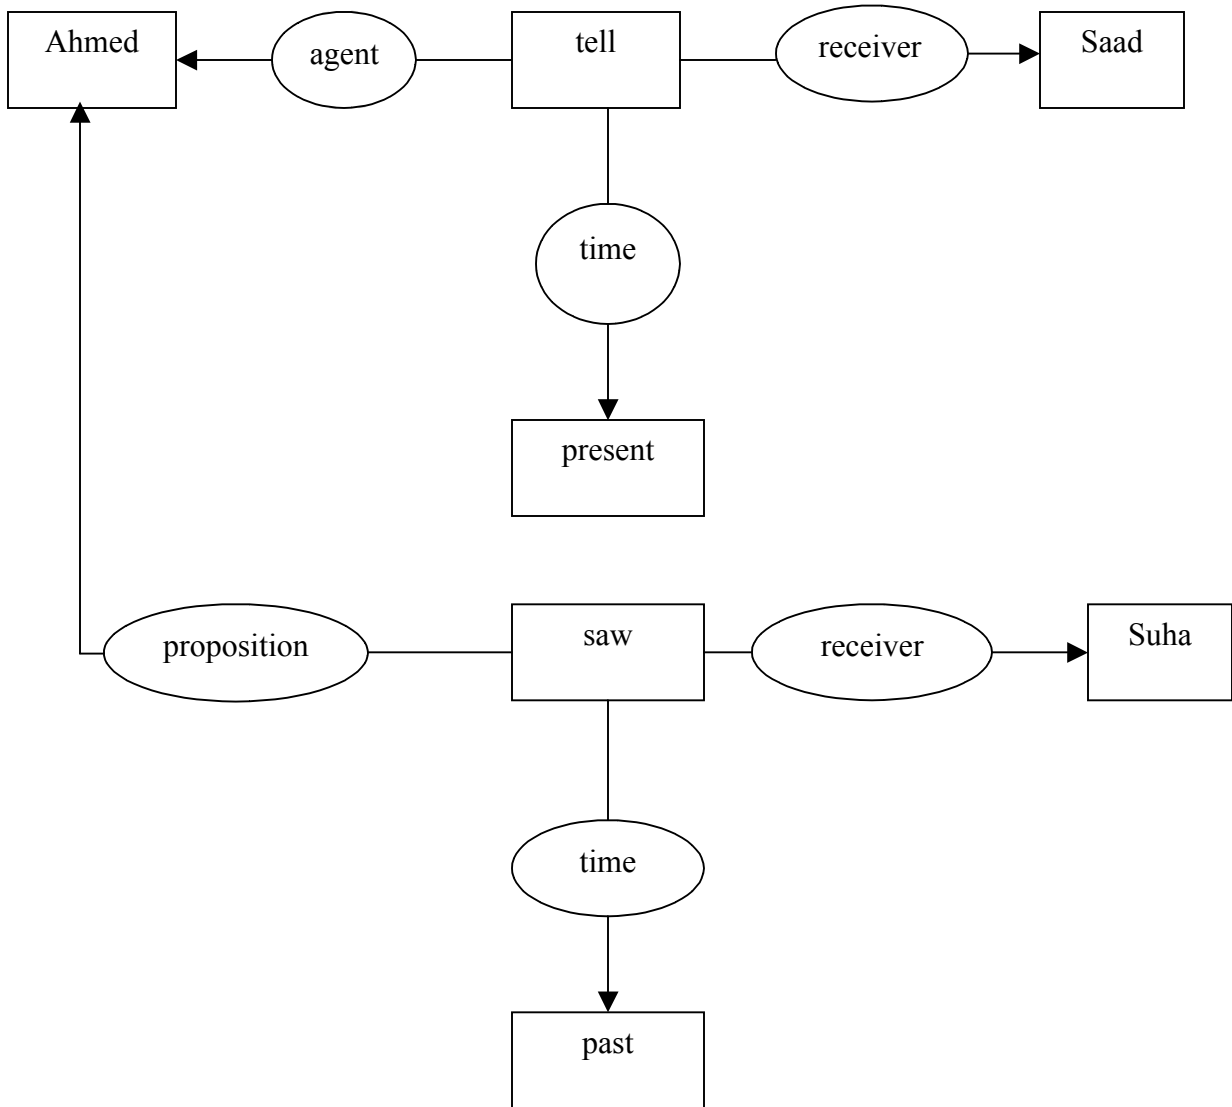 Ahmed
agent
tell
receiver
Saad
time
present
proposition
saw
receiver
Suha
time
past